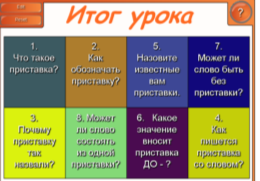 Итог урока
?
1.
Что такое
приставка?
2.
Как
обозначать
приставку?
5.
Назовите
известные
вам
приставки.
7.
Может ли
слово быть
без
приставки?
3.
Почему
приставку
так
назвали?
8. Может
ли слово
состоять
из одной
приставки?
6. Какое
значение
вносит
приставка
ДО - ?
4.
Как
пишется
приставка
со словом?